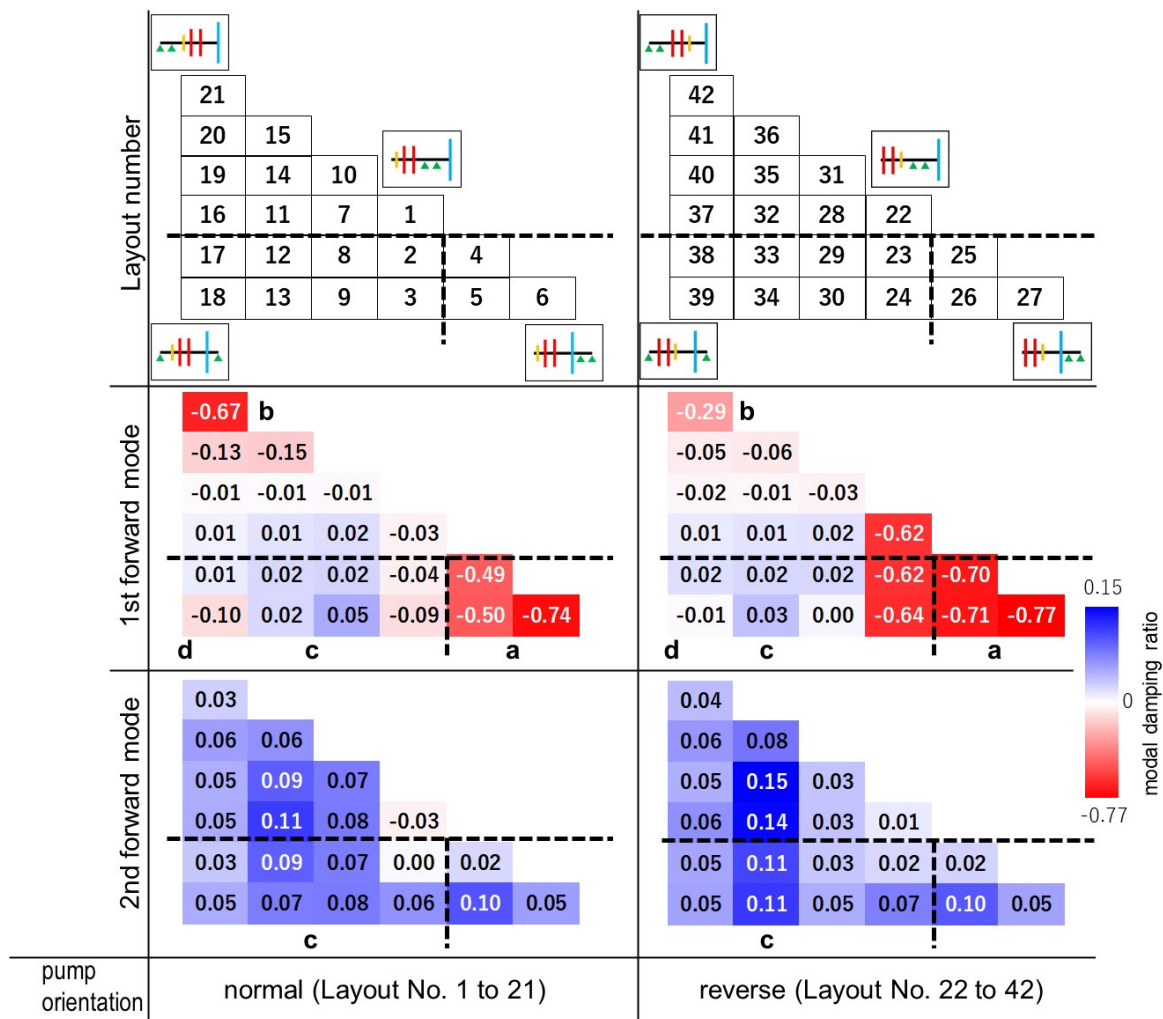 Layout number
21
42
20 15
41 36
19 14 10
40 35 31
16 11 7 1
37 32 28 22
17 12 8 2 4
38 33 29 23 25
18 13 9 3 5 6
39 34 30 24 26 27
1st forward mode
-0.67 b
-0.29 b
-0.13 -0.15
-0.05 -0.06
-0.01 -0.01 -0.01
-0.02 -0.01 -0.03
0.01 0.01 0.02 -0.03
0.01 0.01 0.02 -0.62
0.01 0.02 0.02 -0.04 -0.49
0.02 0.02 0.02 -0.62 -0.70
-0.10 0.02 0.05 -0.09 -0.50 -0.74
-0.01 0.03 0.00 -0.64 -0.71 -0.77
d c a
d c a
2nd forward mode
0.03
0.04
0.06 0.06
0.06 0.08
0.05 0.09 0.07
0.05 0.15 0.03
0.05 0.11 0.08 -0.03
0.06 0.14 0.03 0.01
0.03 0.09 0.07 0.00 0.02
0.05 0.11 0.03 0.02 0.02
0.05 0.07 0.08 0.06 0.10 0.05
0.05 0.11 0.05 0.07 0.10 0.05
c
c
0.15
0
-0.77
modal damping ratio
pump
orientation
normal (Layout No. 1 to 21)
reverse (Layout No. 22 to 42)